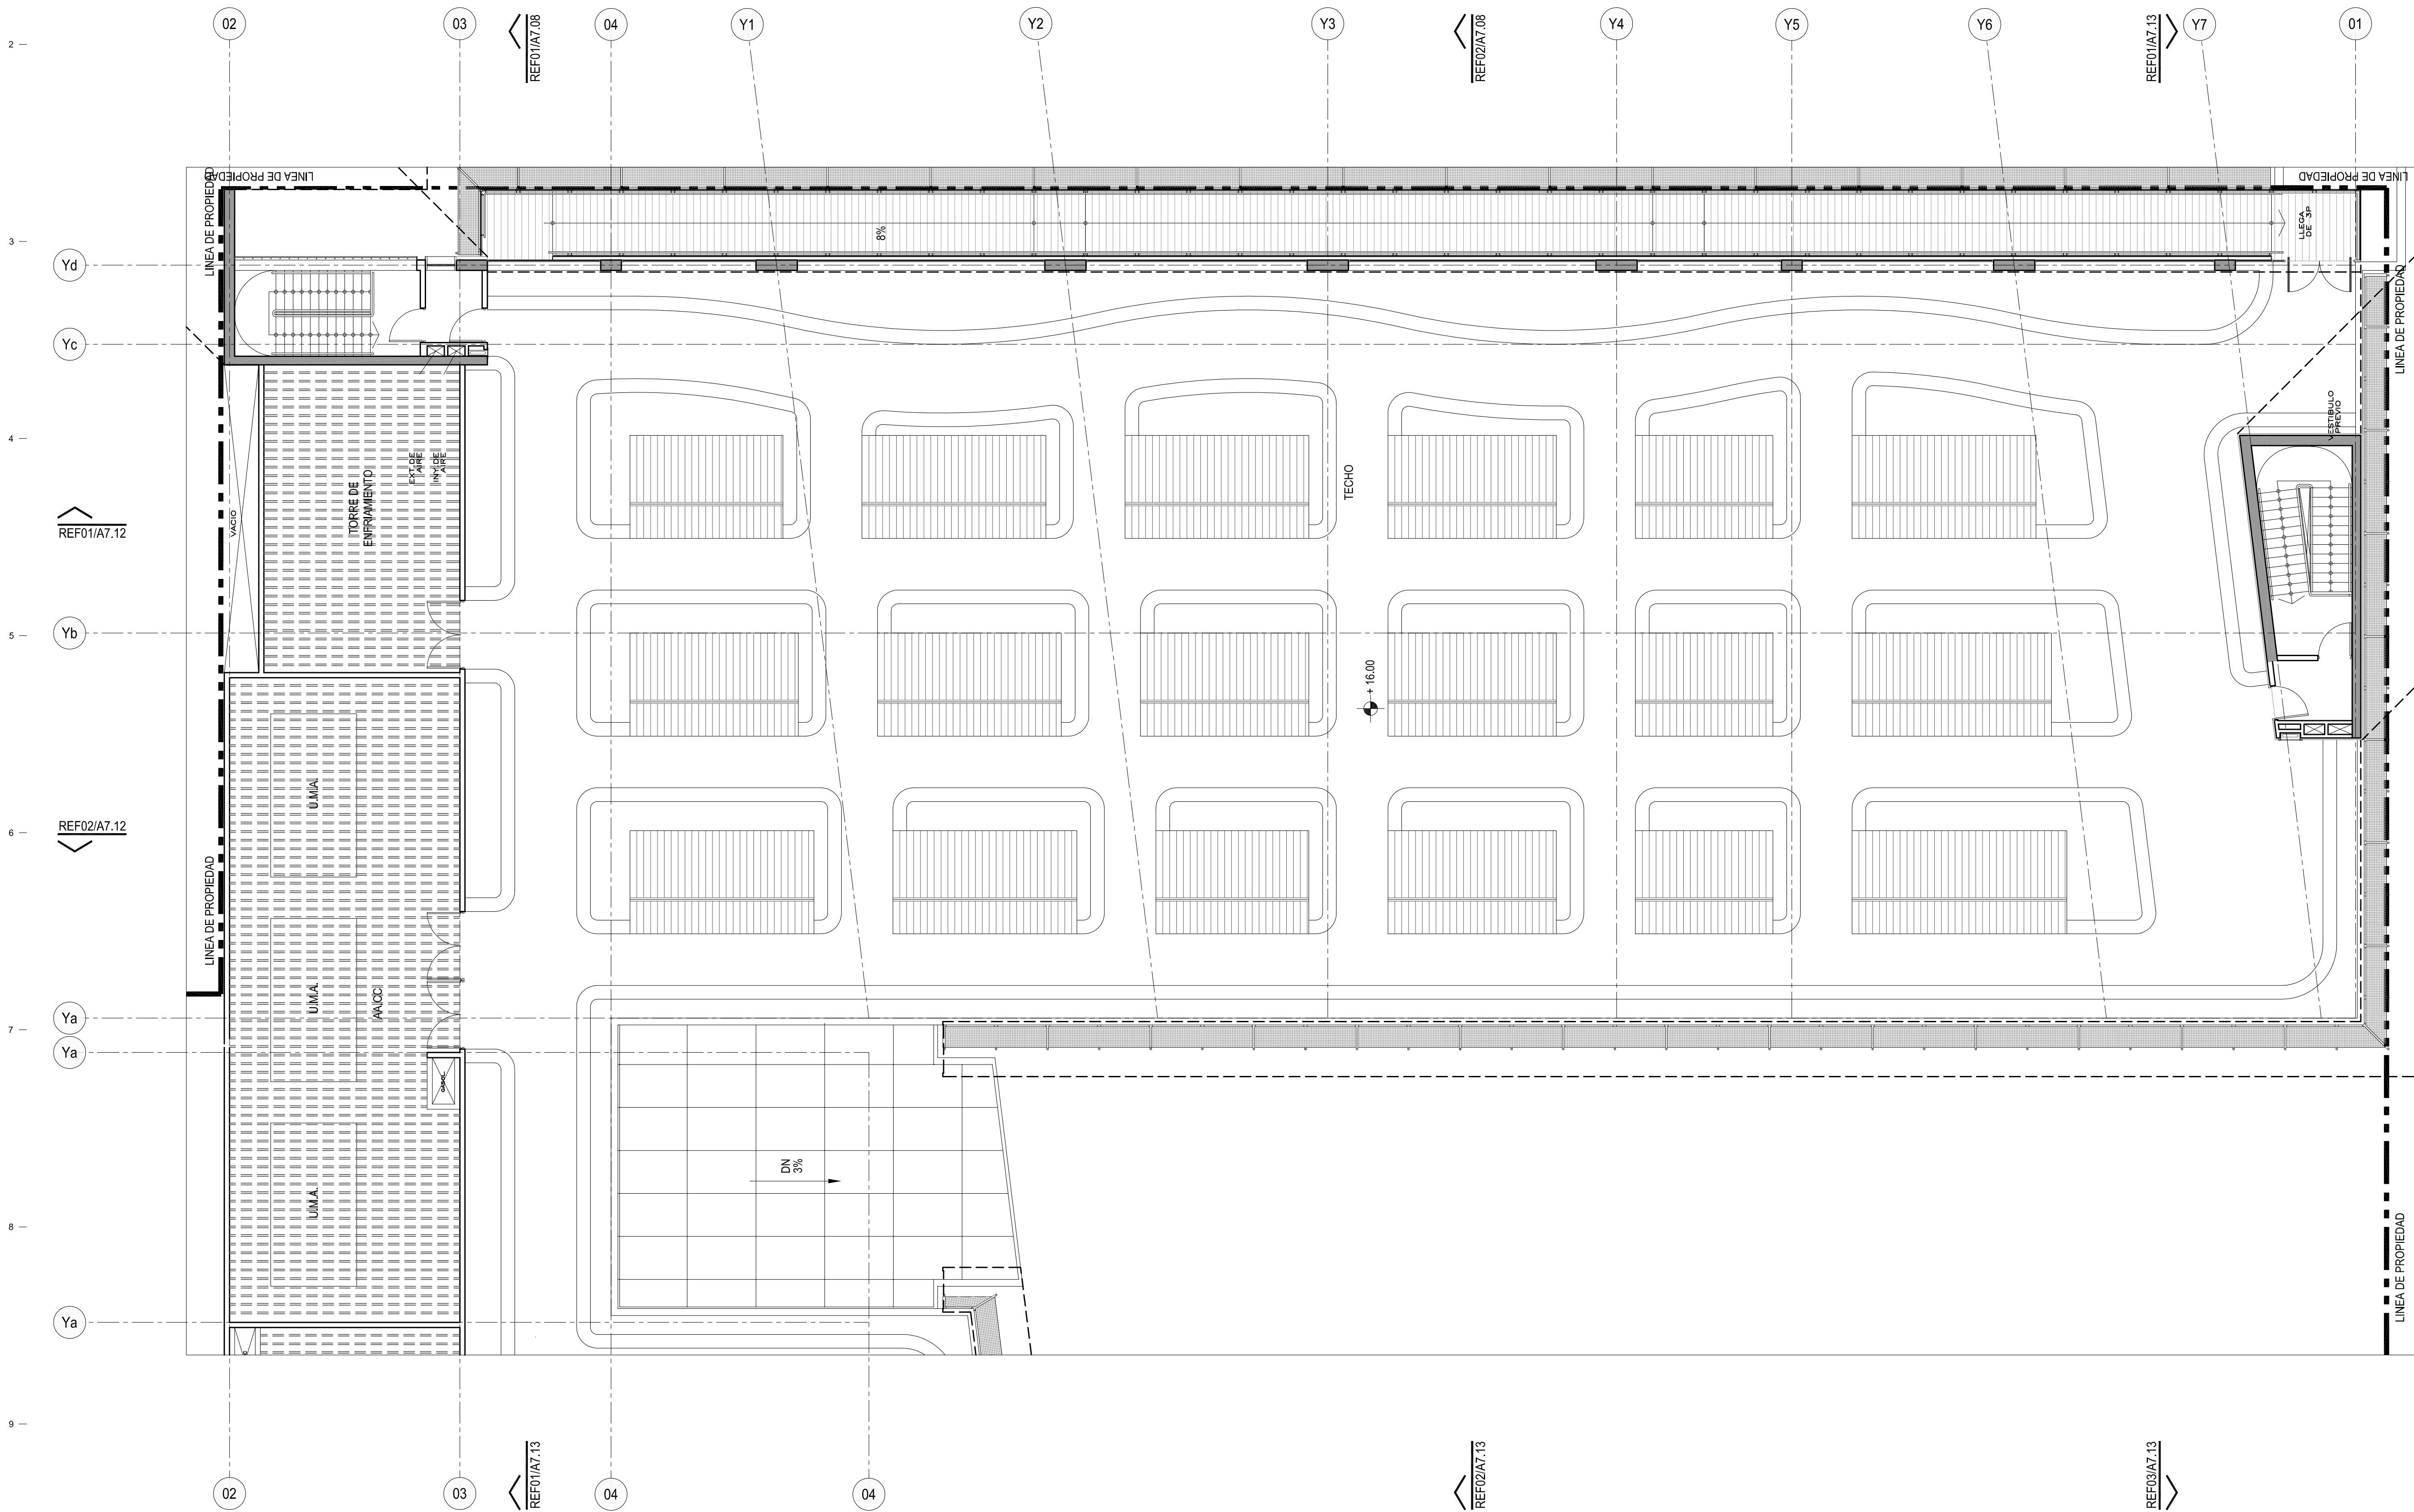 02
03
REF01/A7.08
04
Y1
Y2
Y3
REF02/A7.08
Y4
Y5
Y6
REF01/A7.13
Y7
01
2
LINEA DE PROPIEDAD
LINEA DE PROPIEDAD
LINEA DE PROPIEDAD
3
8%
LLEGA
DE 3P
Yd
LINEA DE PROPIEDAD
Yc
4
VESTIBULO
PREVIO
EXT. DE
AIRE
INY. DE
AIRE
TORRE DE
ENFRIAMIENTO
TECHO
VACIO
REF01/A7.12
Yb
5
+ 16.00
U.M.A.
6
REF02/A7.12
LINEA DE PROPIEDAD
U.M.A.
AA.CC
Ya
7
Ya
GASOL.
DN
3%
U.M.A.
8
LINEA DE PROPIEDAD
Ya
9
REF01/A7.13
REF02/A7.13
REF03/A7.13
02
03
04
04